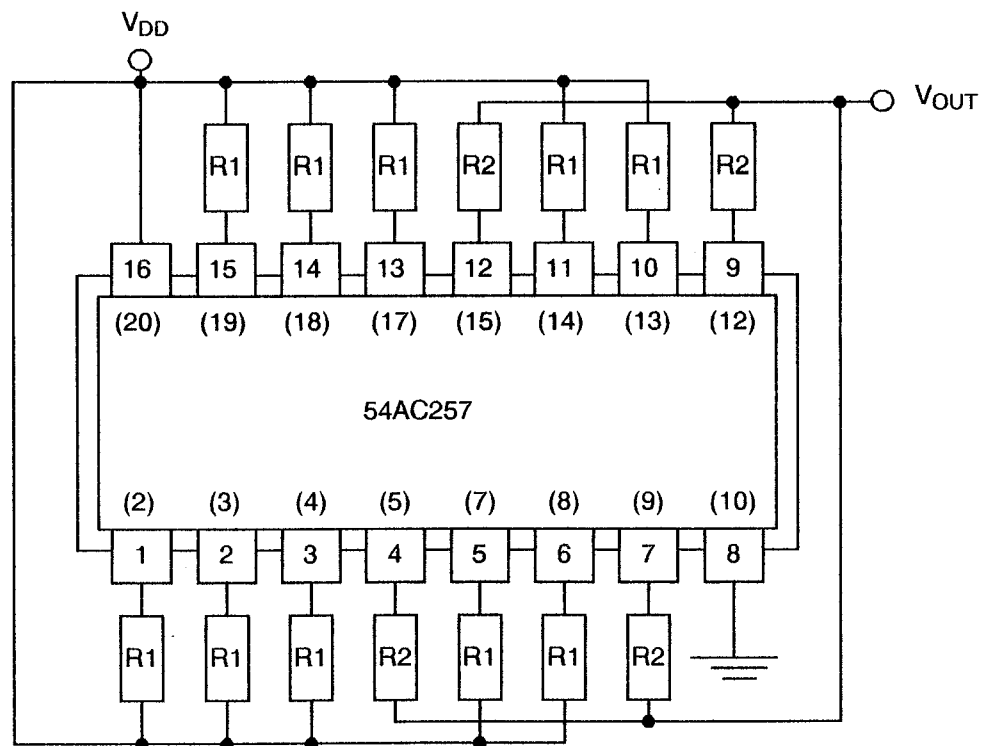 VDD
VOUT
R1 R1 R1 R2 R1 R1 R2
16 15 14 13 12 11 10 9
(20) (19) (18) (17) (15) (14) (13) (12)
54AC257
(2) (3) (4) (5) (7) (8) (9) (10)
1 2 3 4 5 6 7 8
R1 R1 R1 R2 R1 R1 R2